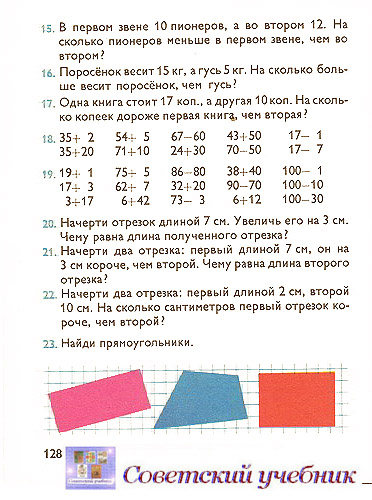 15. В первом звене 10 пионеров, а во втором 12. На
сколько пионеров меньше в первом звене, чем во
втором?
16. Поросёнок весит 15 кг, а гусь 5 кг. На сколько боль-
ше весит поросёнок, чем гусь?
17. Одна книга стоит 17 коп., а другая 10 коп. На сколь-
ко копеек дороже первая книга, чем вторая?
18. 35+ 2 54+ 5 67−60 43+50 17− 1
35+20 71+10 24+30 70−50 17− 7
19. 19+ 1 75+ 5 86−80 38+40 100− 1
17+ 3 62+ 7 32+20 90−70 100−10
3+17 6+42 73− 3 6+12 100−30
20. Начерти отрезок длиной 7 см. Увеличь его на 3 см.
Чему равна длина полученного отрезка?
21. Начерти два отрезка: первый длиной 7 см, он на
3 см короче, чем второй. Чему равна длина второго
отрезка?
22. Начерти два отрезка: первый длиной 2 см, второй
10 см. На сколько сантиметров первый отрезок ко-
роче, чем второй?
23. Найди прямоугольники.
128
Советский учебник